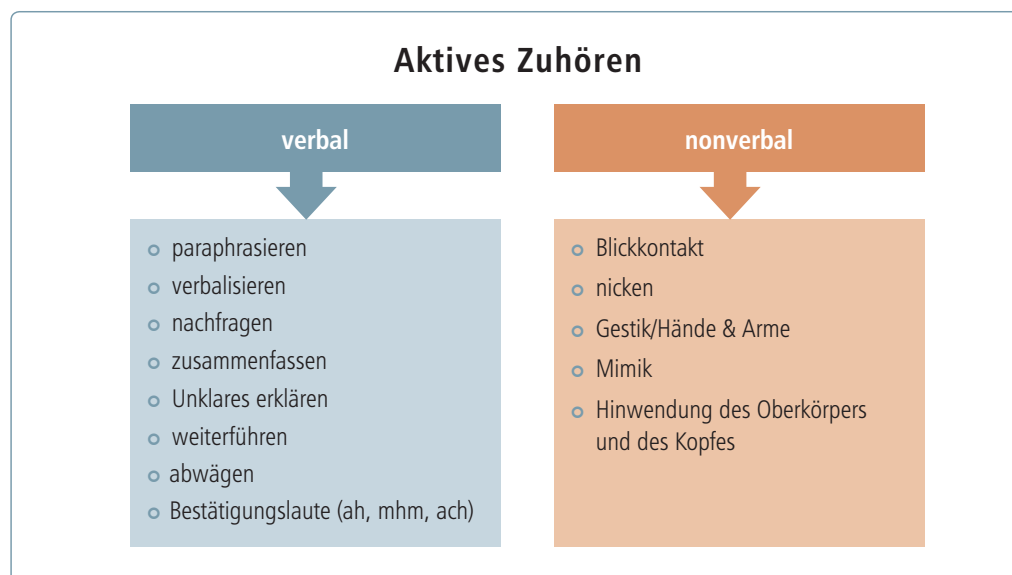 Aktives Zuhören
verbal
paraphrasieren
verbalisieren
nachfragen
zusammenfassen
Unklares erklären
weiterführen
abwägen
Bestätigungslaute (ah, mhm, ach)
nonverbal
Blickkontakt
nicken
Gestik/Hände & Arme
Mimik
Hinwendung des Oberkörpers
und des Kopfes